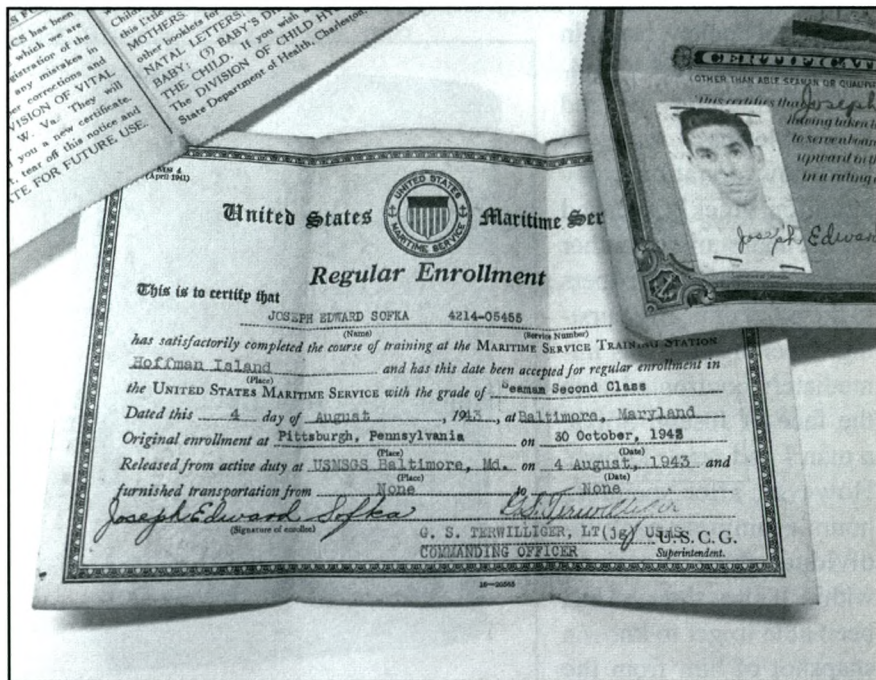 CS has been
which we are
gistration of the
any mistakes in
er corrections and
VISION OF VITAL
W. Va. They will
you a new certificate.
tear off this notice and
TE FOR FUTURE USE.
this little
MOTHERS.
other booklets for
NATAL LETTERS;
BABY; (3) BABY'S
THE CHILD. If you wish
The DIVISION OF CHILD HY
State Department of Health, Charleston,
CERTIFICAT
(OTHER THAN ABLE SEAMAN OR QUALIFI
This certifies that Joseph
Having taken
to serve on board
upward in th
in a rating
Joseph Edward
(April 1941)
United States Maritime Ser
UNITED STATES
MARITIME SERVICE
Regular Enrollment
This is to certify that
JOSEPH EDWARD SOFKA 4214-05455
(Name) (Service Number)
has satisfactorily completed the course of training at the MARITIME SERVICE TRAINING STATION
Hoffman Island and has this date been accepted for regular enrollment in
(Place)
the UNITED STATES MARITIME SERVICE with the grade of Seaman Second Class
Dated this 4 day of August, 1943, at Baltimore, Maryland
Original enrollment at Pittsburgh, Pennsylvania on 30 October, 1942
(Place) (Date)
Released from active duty at USMSGS Baltimore, Md. on 4 August, 1943 and
(Place) (Date)
furnished transportation from None to None
Joseph Edward Sofka G.S. Terwilliger
(Signature of enrollee)
G. S. TERWILLIGER, LT(jg) USMS U.S.C.G.
COMMANDING OFFICER Superintendent.